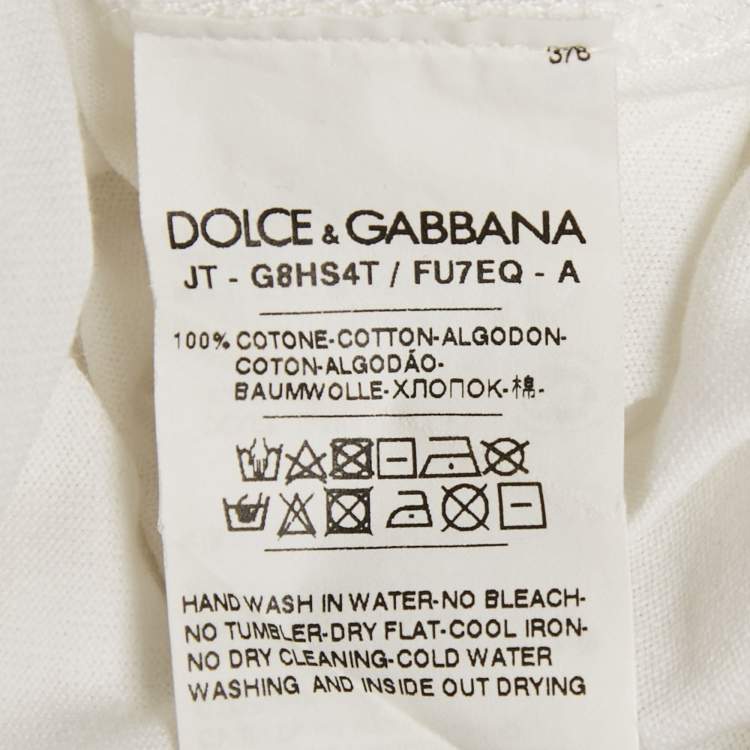 378
DOLCE & GABBANA
JT - G8HS4T / FU7EQ - A
100% COTONE-COTTON-ALGODON-
COTON-ALGODÃO-
BAUMWOLLE-ХЛОПОК-棉-
HAND WASH IN WATER-NO BLEACH-
NO TUMBLER-DRY FLAT-COOL IRON-
NO DRY CLEANING-COLD WATER
WASHING AND INSIDE OUT DRYING